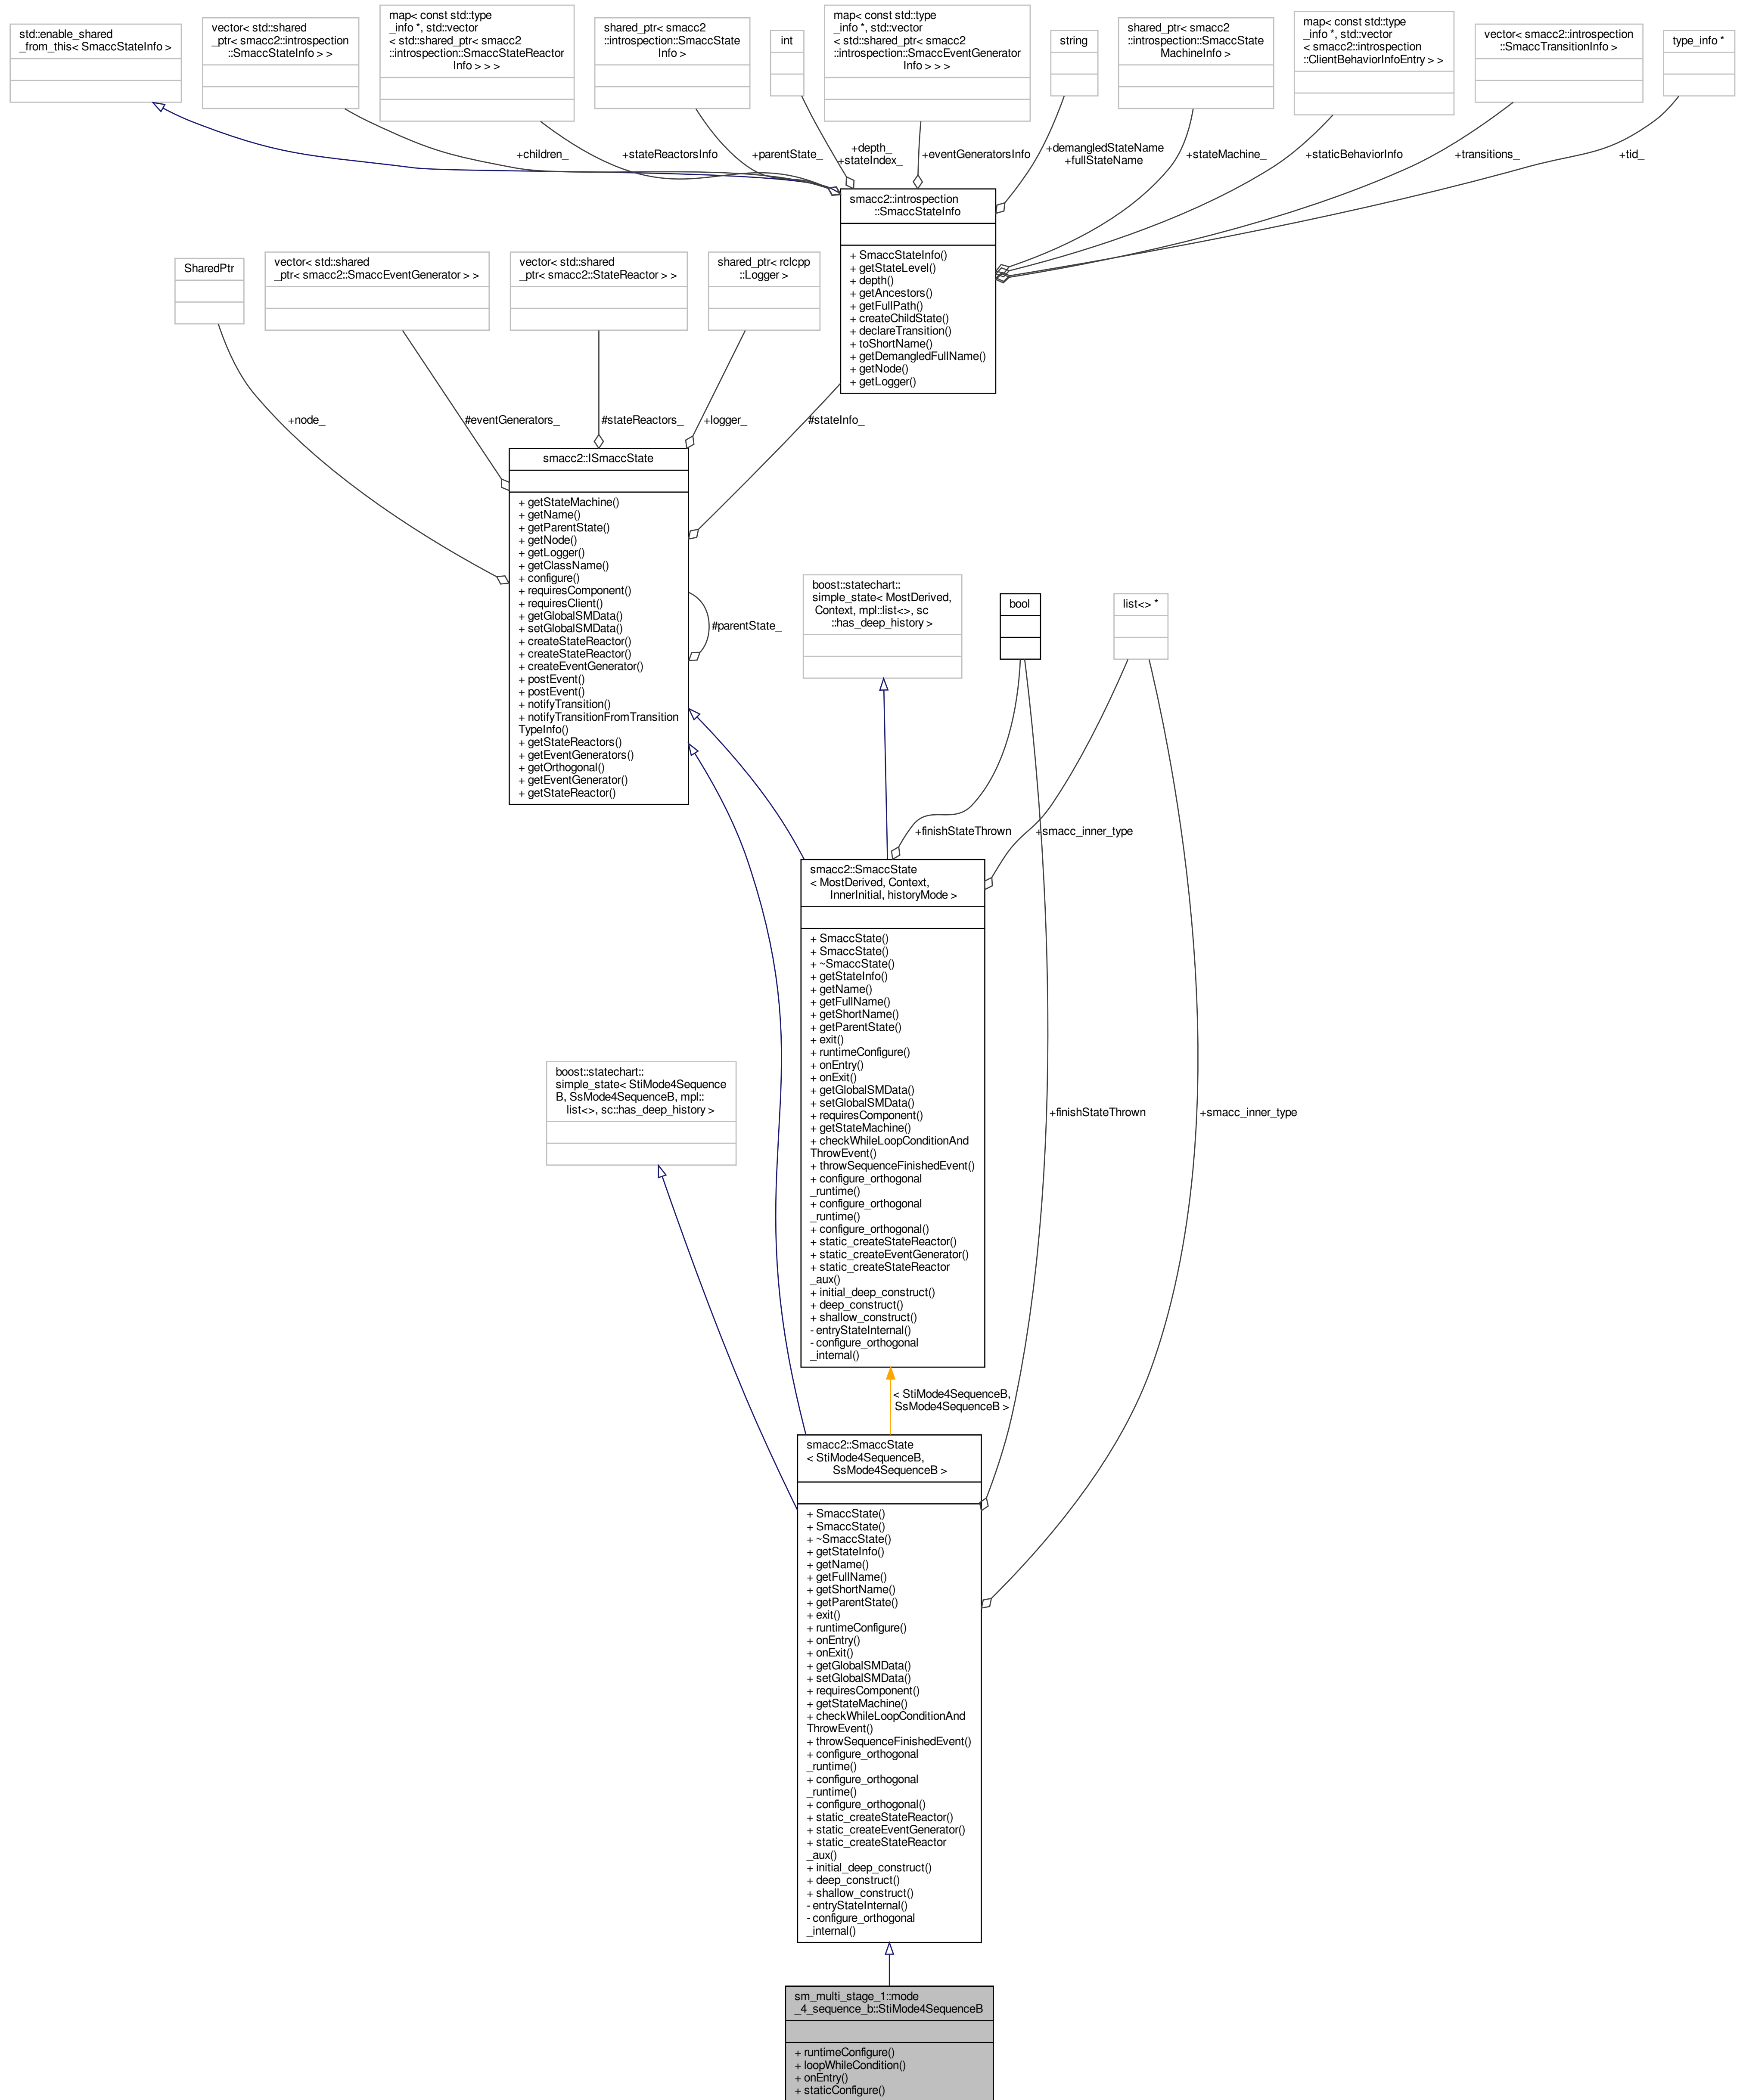 std::enable_shared
_from_this< SmaccStateInfo >
vector< std::shared
_ptr< smacc2::introspection
::SmaccStateInfo > >
map< const std::type
_info *, std::vector
< std::shared_ptr< smacc2
::introspection::SmaccStateReactor
Info > > >
shared_ptr< smacc2
::introspection::SmaccState
Info >
int
map< const std::type
_info *, std::vector
< std::shared_ptr< smacc2
::introspection::SmaccEventGenerator
Info > > >
string
shared_ptr< smacc2
::introspection::SmaccState
MachineInfo >
map< const std::type
_info *, std::vector
< smacc2::introspection
::ClientBehaviorInfoEntry > >
vector< smacc2::introspection
::SmaccTransitionInfo >
type_info *
+children_
+stateReactorsInfo
+parentState_
+depth_
+stateIndex_
+eventGeneratorsInfo
+demangledStateName
+fullStateName
+stateMachine_
+staticBehaviorInfo
+transitions_
+tid_
smacc2::introspection
::SmaccStateInfo
+ SmaccStateInfo()
+ getStateLevel()
+ depth()
+ getAncestors()
+ getFullPath()
+ createChildState()
+ declareTransition()
+ toShortName()
+ getDemangledFullName()
+ getNode()
+ getLogger()
SharedPtr
vector< std::shared
_ptr< smacc2::SmaccEventGenerator > >
vector< std::shared
_ptr< smacc2::StateReactor > >
shared_ptr< rclcpp
::Logger >
+node_
#eventGenerators_
#stateReactors_
+logger_
#stateInfo_
smacc2::ISmaccState
+ getStateMachine()
+ getName()
+ getParentState()
+ getNode()
+ getLogger()
+ getClassName()
+ configure()
+ requiresComponent()
+ requiresClient()
+ getGlobalSMData()
+ setGlobalSMData()
+ createStateReactor()
+ createStateReactor()
+ createEventGenerator()
+ postEvent()
+ postEvent()
+ notifyTransition()
+ notifyTransitionFromTransition
TypeInfo()
+ getStateReactors()
+ getEventGenerators()
+ getOrthogonal()
+ getEventGenerator()
+ getStateReactor()
#parentState_
boost::statechart::
simple_state< MostDerived,
Context, mpl::list<>, sc
::has_deep_history >
bool
list<> *
+finishStateThrown
+smacc_inner_type
smacc2::SmaccState
< MostDerived, Context,
InnerInitial, historyMode >
+ SmaccState()
+ SmaccState()
+ ~SmaccState()
+ getStateInfo()
+ getName()
+ getFullName()
+ getShortName()
+ getParentState()
+ exit()
+ runtimeConfigure()
+ onEntry()
+ onExit()
+ getGlobalSMData()
+ setGlobalSMData()
+ requiresComponent()
+ getStateMachine()
+ checkWhileLoopConditionAnd
ThrowEvent()
+ throwSequenceFinishedEvent()
+ configure_orthogonal
_runtime()
+ configure_orthogonal
_runtime()
+ configure_orthogonal()
+ static_createStateReactor()
+ static_createEventGenerator()
+ static_createStateReactor
_aux()
+ initial_deep_construct()
+ deep_construct()
+ shallow_construct()
- entryStateInternal()
- configure_orthogonal
_internal()
boost::statechart::
simple_state< StiMode4Sequence
B, SsMode4SequenceB, mpl::
list<>, sc::has_deep_history >
+finishStateThrown
+smacc_inner_type
< StiMode4SequenceB,
SsMode4SequenceB >
smacc2::SmaccState
< StiMode4SequenceB,
SsMode4SequenceB >
+ SmaccState()
+ SmaccState()
+ ~SmaccState()
+ getStateInfo()
+ getName()
+ getFullName()
+ getShortName()
+ getParentState()
+ exit()
+ runtimeConfigure()
+ onEntry()
+ onExit()
+ getGlobalSMData()
+ setGlobalSMData()
+ requiresComponent()
+ getStateMachine()
+ checkWhileLoopConditionAnd
ThrowEvent()
+ throwSequenceFinishedEvent()
+ configure_orthogonal
_runtime()
+ configure_orthogonal
_runtime()
+ configure_orthogonal()
+ static_createStateReactor()
+ static_createEventGenerator()
+ static_createStateReactor
_aux()
+ initial_deep_construct()
+ deep_construct()
+ shallow_construct()
- entryStateInternal()
- configure_orthogonal
_internal()
sm_multi_stage_1::mode
_4_sequence_b::StiMode4SequenceB
+ runtimeConfigure()
+ loopWhileCondition()
+ onEntry()
+ staticConfigure()